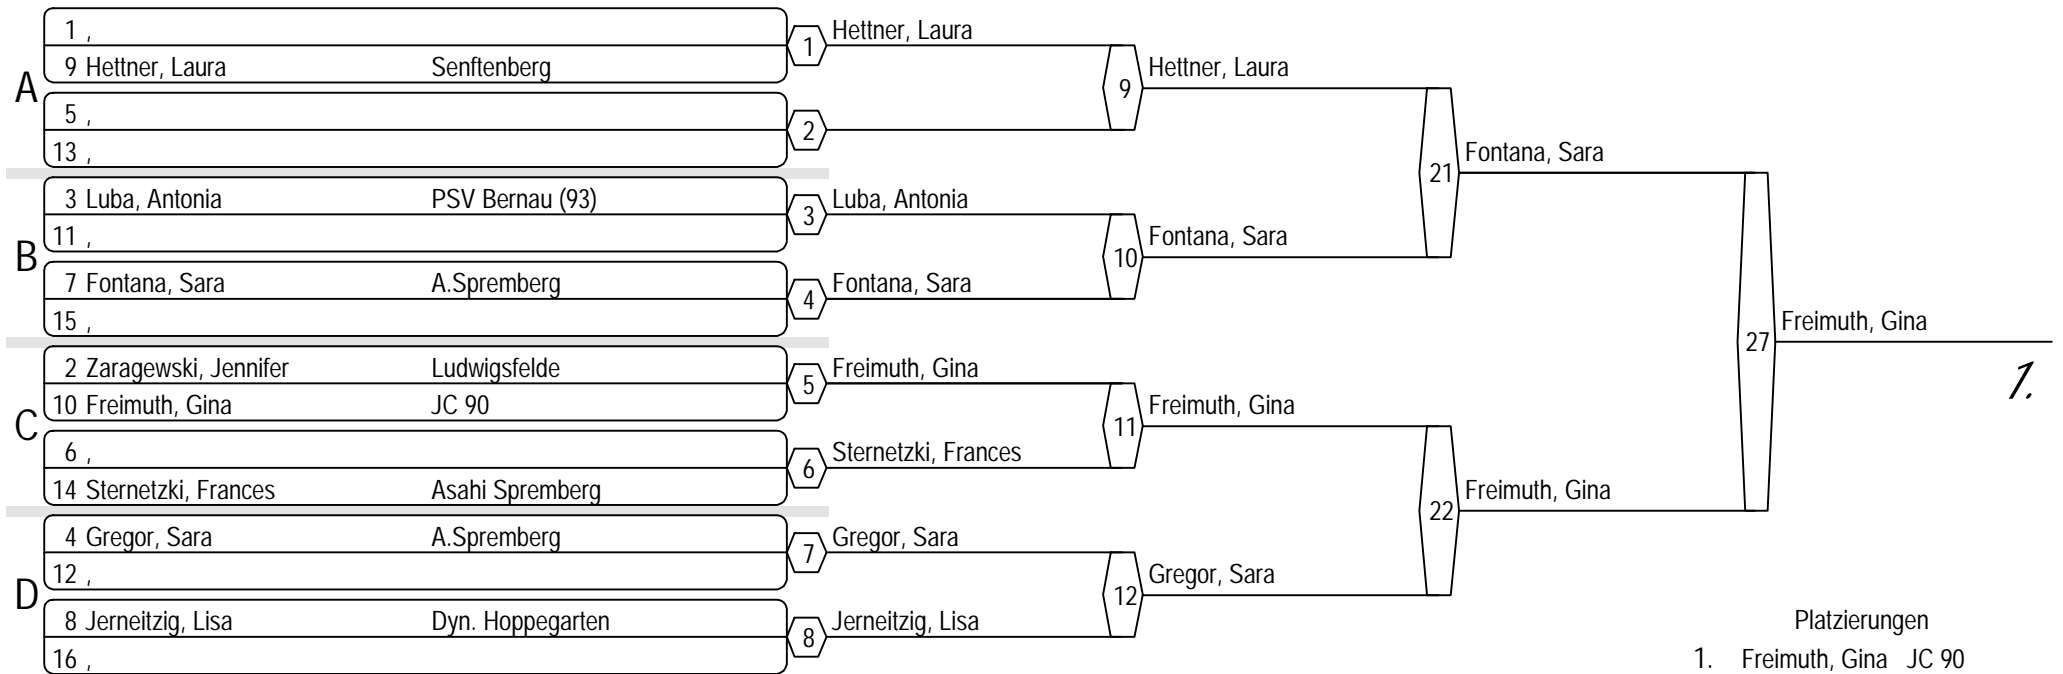 A
1 ,
9 Hettner, Laura Senftenberg
5 ,
13 ,
B
3 Luba, Antonia PSV Bernau (93)
11 ,
7 Fontana, Sara A.Spremberg
15 ,
C
2 Zaragewski, Jennifer Ludwigsfelde
10 Freimuth, Gina JC 90
6 ,
14 Sternetzki, Frances Asahi Spremberg
D
4 Gregor, Sara A.Spremberg
12 ,
8 Jerneitzig, Lisa Dyn. Hoppegarten
16 ,
1 Hettner, Laura
2
3 Luba, Antonia
4 Fontana, Sara
5 Freimuth, Gina
6 Sternetzki, Frances
7 Gregor, Sara
8 Jerneitzig, Lisa
9 Hettner, Laura
10 Fontana, Sara
11 Freimuth, Gina
12 Gregor, Sara
21 Fontana, Sara
22 Freimuth, Gina
27 Freimuth, Gina
1.
Platzierungen
1. Freimuth, Gina JC 90